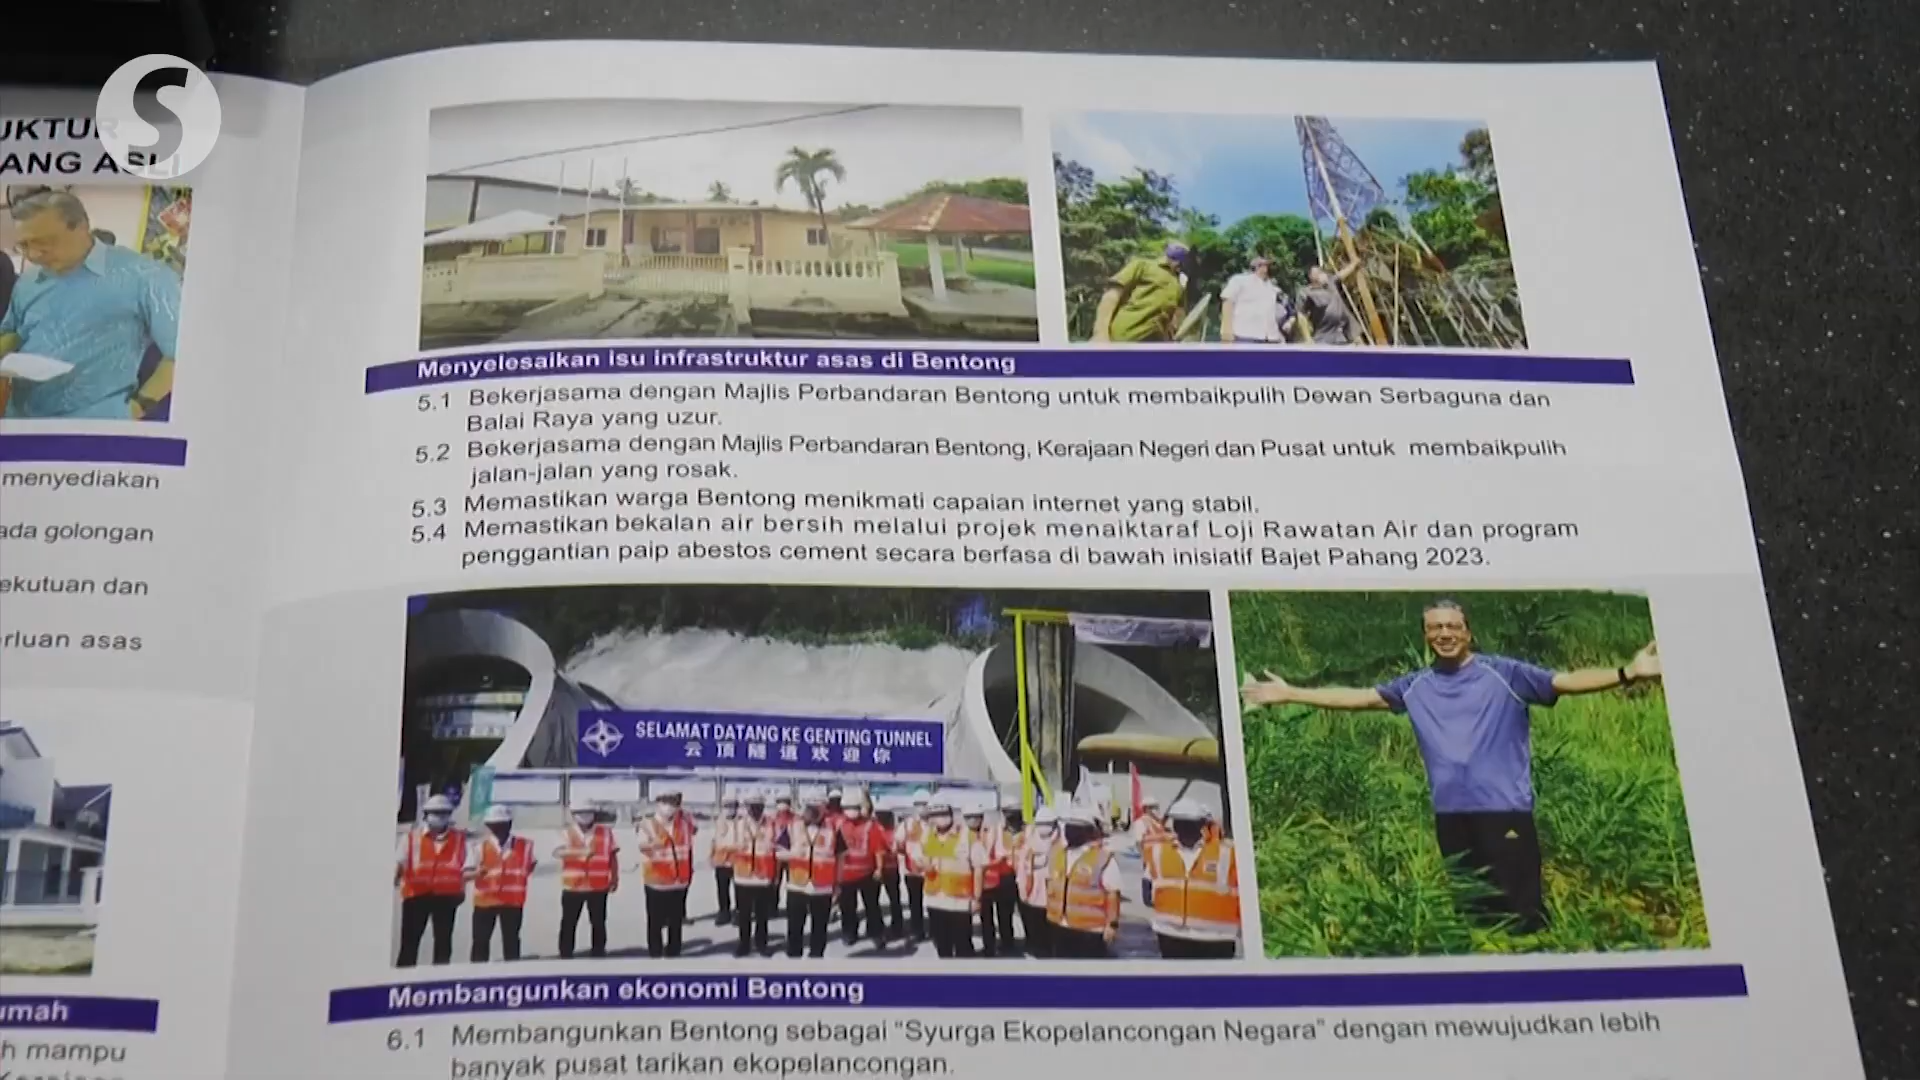 S
UKTUR
ANG ASLI
menyediakan
ada golongan
ekutuan dan
rluan asas
umah
h mampu
Menyelesaikan isu infrastruktur asas di Bentong
5.1 Bekerjasama dengan Majlis Perbandaran Bentong untuk membaikpulih Dewan Serbaguna dan
Balai Raya yang uzur.
5.2 Bekerjasama dengan Majlis Perbandaran Bentong, Kerajaan Negeri dan Pusat untuk membaikpulih
jalan-jalan yang rosak.
5.3 Memastikan warga Bentong menikmati capaian internet yang stabil.
5.4 Memastikan bekalan air bersih melalui projek menaiktaraf Loji Rawatan Air dan program
penggantian paip abestos cement secara berfasa di bawah inisiatif Bajet Pahang 2023.
SELAMAT DATANG KE GENTING TUNNEL
云顶隧道欢迎你
Membangunkan ekonomi Bentong
6.1 Membangunkan Bentong sebagai "Syurga Ekopelancongan Negara" dengan mewujudkan lebih
banyak pusat tarikan ekopelancongan.